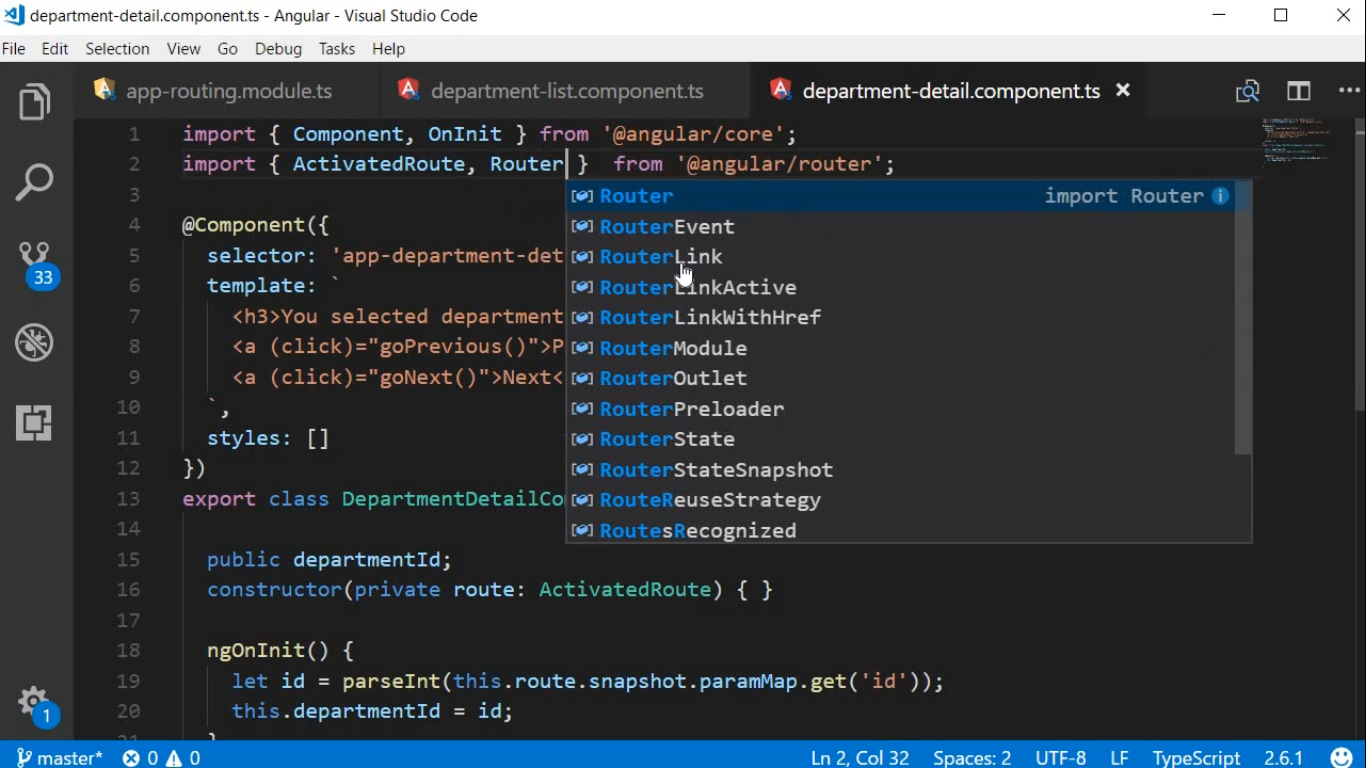 department-detail.component.ts - Angular - Visual Studio Code
File Edit Selection View Go Debug Tasks Help
app-routing.module.ts department-list.component.ts department-detail.component.ts
1 import { Component, OnInit } from '@angular/core';
2 import { ActivatedRoute, Router }  from '@angular/router';
3
Router import Router
4 @Component({
RouterEvent
5 selector: 'app-department-det
RouterLink
6 template: `
RouterLinkActive
7 <h3>You selected department
RouterLinkWithHref
8 <a (click)="goPrevious()">P
RouterModule
9 <a (click)="goNext()">Next<
RouterOutlet
10 `,
RouterPreloader
11 styles: []
RouterState
12 })
RouterStateSnapshot
13 export class DepartmentDetailCo
RouteReuseStrategy
14
RoutesRecognized
15 public departmentId;
16 constructor(private route: ActivatedRoute) { }
17
18 ngOnInit() {
19 let id = parseInt(this.route.snapshot.paramMap.get('id'));
20 this.departmentId = id;
33
1
master* 0 0 Ln 2, Col 32 Spaces: 2 UTF-8 LF TypeScript 2.6.1